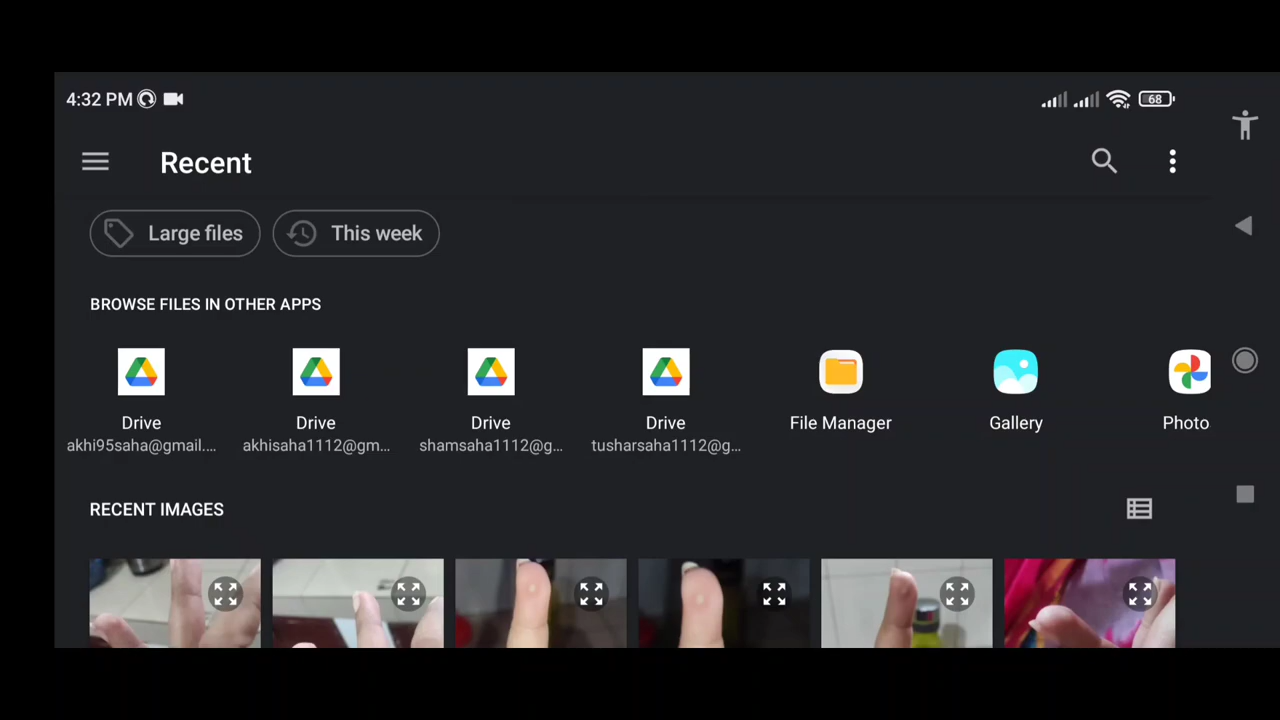 4:32 PM
68
Recent
Large files
This week
BROWSE FILES IN OTHER APPS
Drive
akhi95saha@gmail....
Drive
akhisaha1112@gm...
Drive
shamsaha1112@g...
Drive
tusharsaha1112@g...
File Manager
Gallery
Photo
RECENT IMAGES